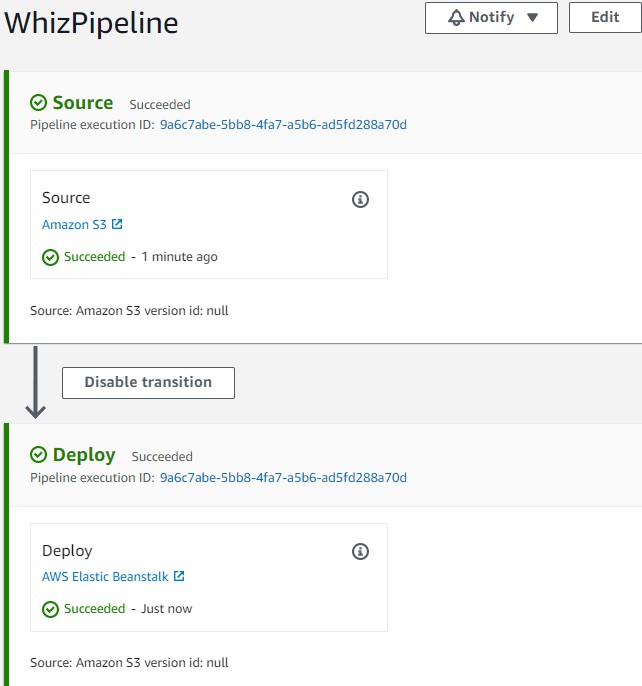 WhizPipeline
Notify
Edit
Source Succeeded
Pipeline execution ID: 9a6c7abe-5bb8-4fa7-a5b6-ad5fd288a70d
Source
Amazon S3
Succeeded - 1 minute ago
Source: Amazon S3 version id: null
Disable transition
Deploy Succeeded
Pipeline execution ID: 9a6c7abe-5bb8-4fa7-a5b6-ad5fd288a70d
Deploy
AWS Elastic Beanstalk
Succeeded - Just now
Source: Amazon S3 version id: null